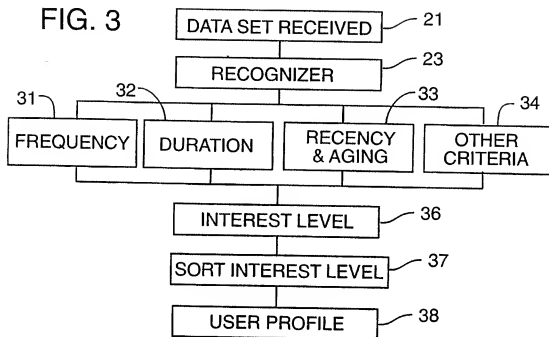 FIG. 3
DATA SET RECEIVED 21
RECOGNIZER 23
31 32 33 34
FREQUENCY DURATION RECENCY & AGING OTHER CRITERIA
INTEREST LEVEL 36
SORT INTEREST LEVEL 37
USER PROFILE 38